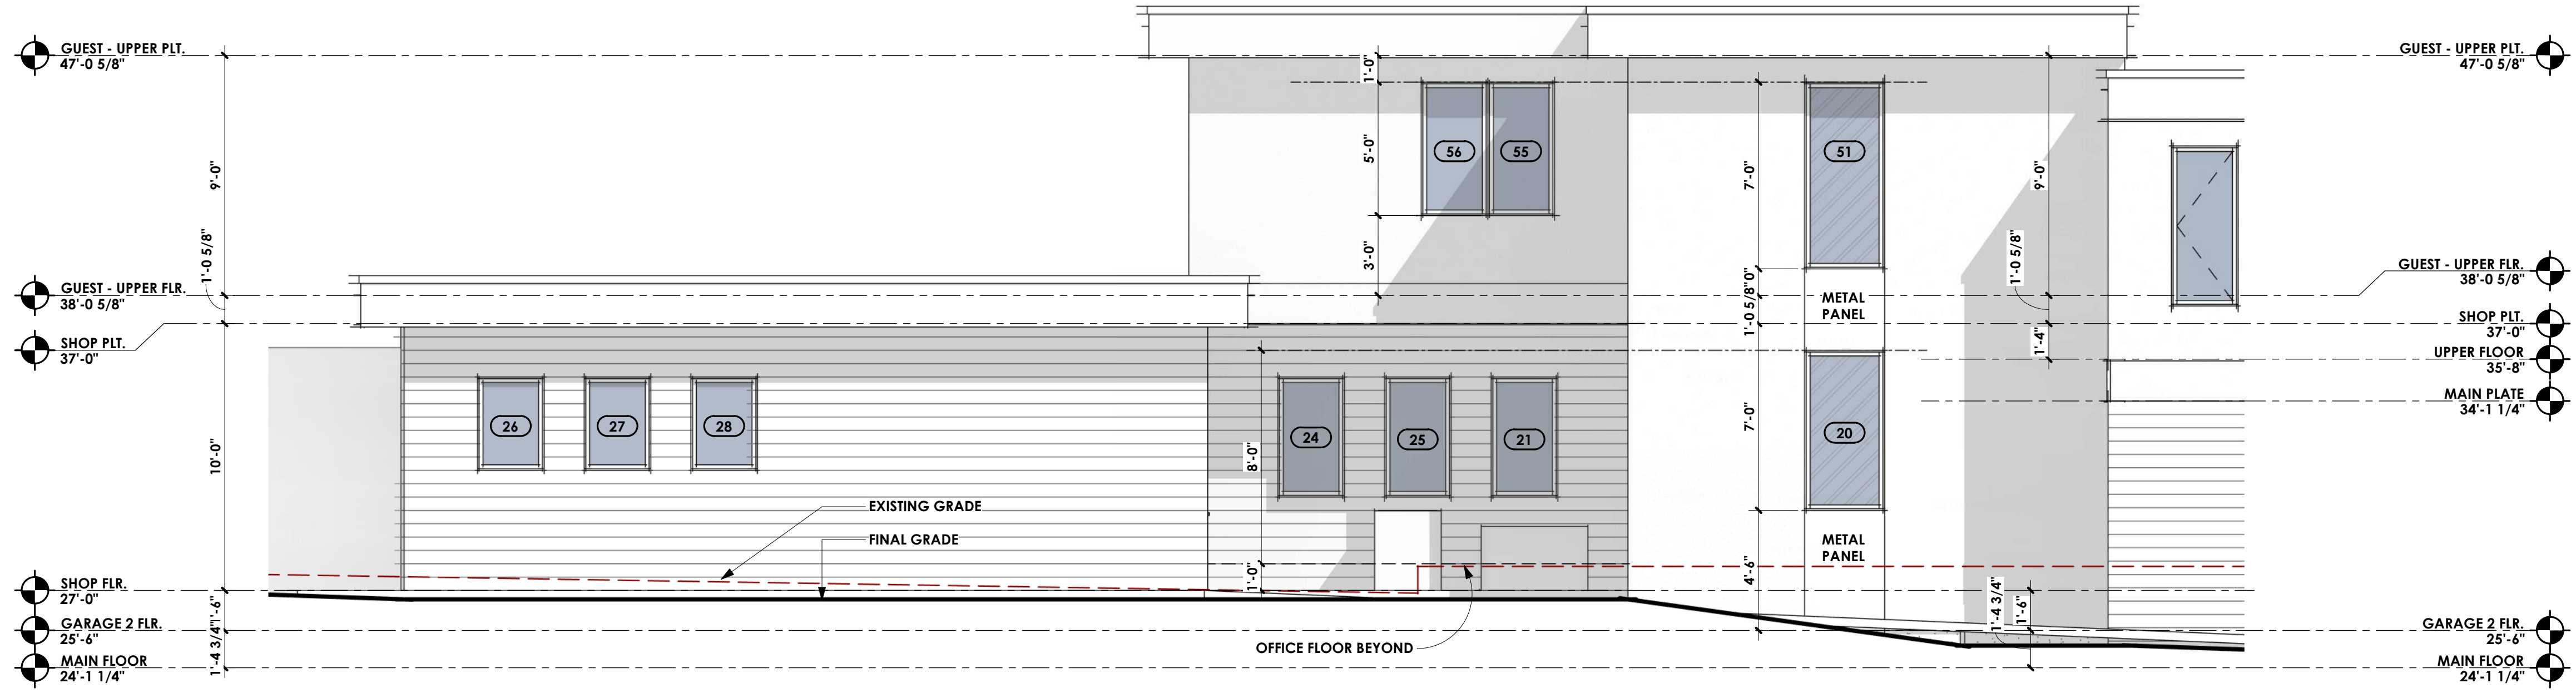 GUEST - UPPER PLT.
47'-0 5/8"
GUEST - UPPER PLT.
47'-0 5/8"
1'-0"
5'-0"
3'-0"
56
55
51
7'-0"
9'-0"
9'-0"
1'-0 5/8"
1'-0 5/8"
GUEST - UPPER FLR.
38'-0 5/8"
GUEST - UPPER FLR.
38'-0 5/8"
1'-0 5/8"
0"
METAL
PANEL
SHOP PLT.
37'-0"
SHOP PLT.
37'-0"
1'-4"
UPPER FLOOR
35'-8"
MAIN PLATE
34'-1 1/4"
26
27
28
24
25
21
20
10'-0"
8'-0"
7'-0"
EXISTING GRADE
FINAL GRADE
METAL
PANEL
1'-0"
4'-6"
SHOP FLR.
27'-0"
1'-6"
1'-4 3/4"
1'-4 3/4"
1'-6"
GARAGE 2 FLR.
25'-6"
GARAGE 2 FLR.
25'-6"
OFFICE FLOOR BEYOND
MAIN FLOOR
24'-1 1/4"
MAIN FLOOR
24'-1 1/4"